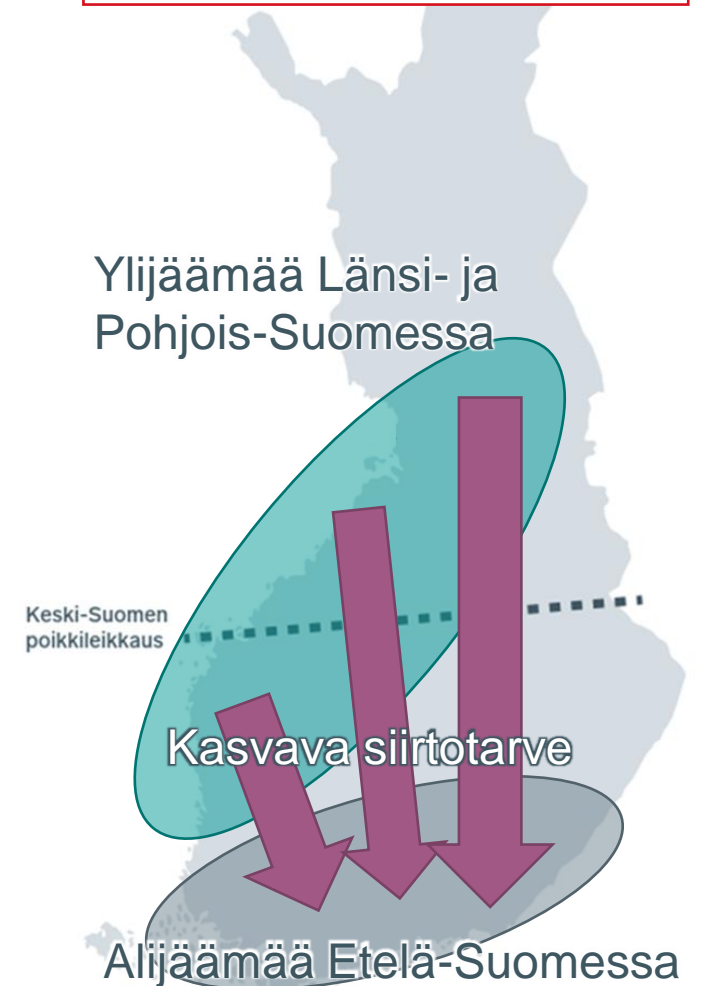 Ylijäämää Länsi- ja
Pohjois-Suomessa
Keski-Suomen
poikkileikkaus
Kasvava siirtotarve
Alijäämää Etelä-Suomessa